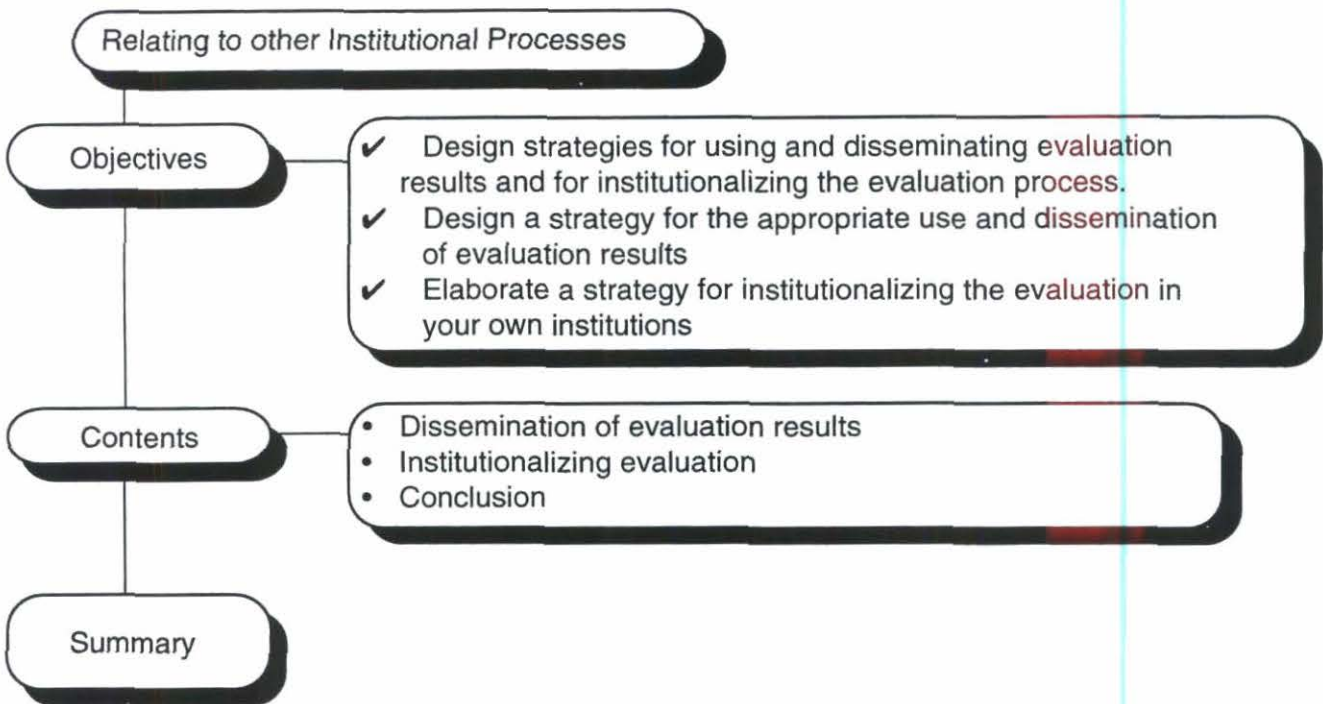 Relating to other Institutional Processes
Objectives
✔ Design strategies for using and disseminating evaluation
results and for institutionalizing the evaluation process.
✔ Design a strategy for the appropriate use and dissemination
of evaluation results
✔ Elaborate a strategy for institutionalizing the evaluation in
your own institutions
Contents
• Dissemination of evaluation results
• Institutionalizing evaluation
• Conclusion
Summary